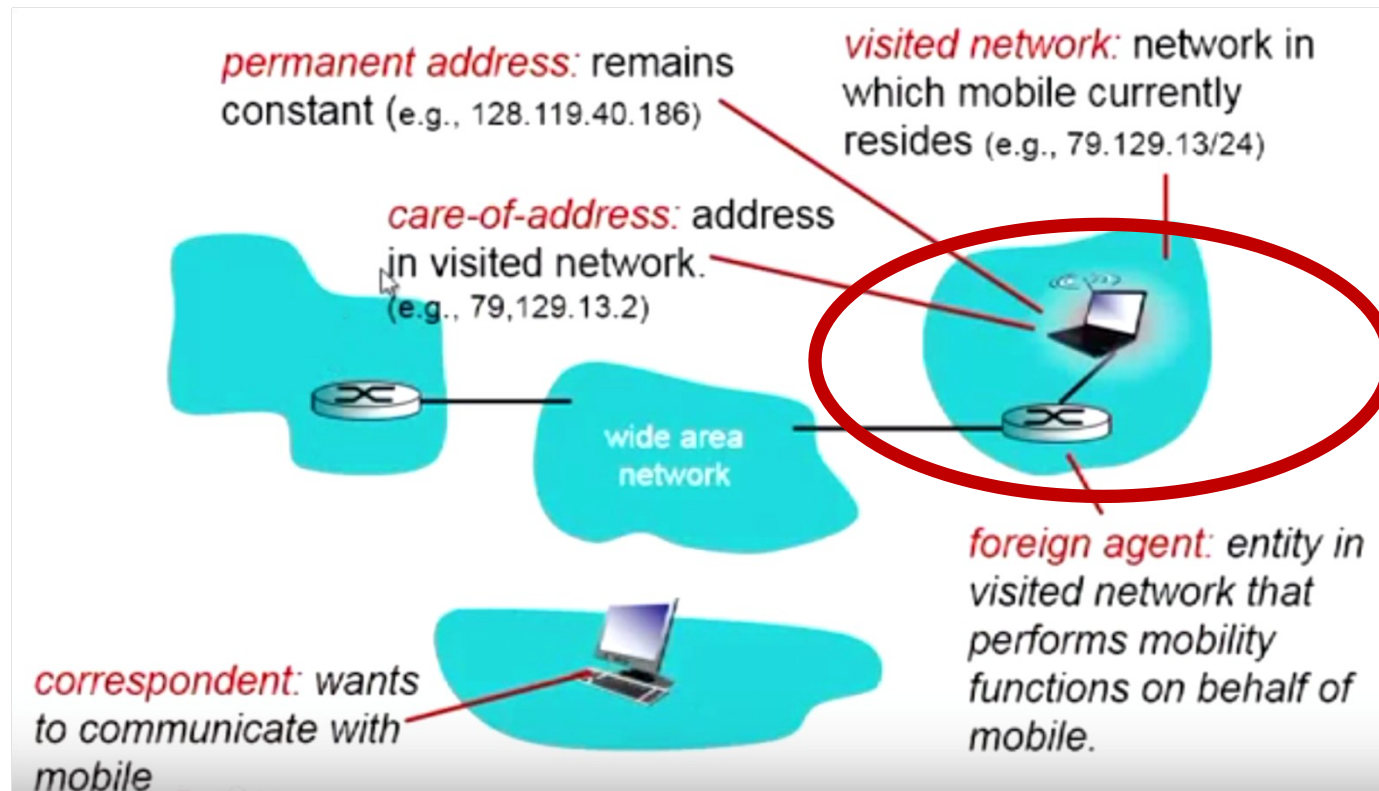 permanent address: remains
constant (e.g., 128.119.40.186)
visited network: network in
which mobile currently
resides (e.g., 79.129.13/24)
care-of-address: address
in visited network.
(e.g., 79,129.13.2)
wide area
network
foreign agent: entity in
visited network that
performs mobility
functions on behalf of
mobile.
correspondent: wants
to communicate with
mobile